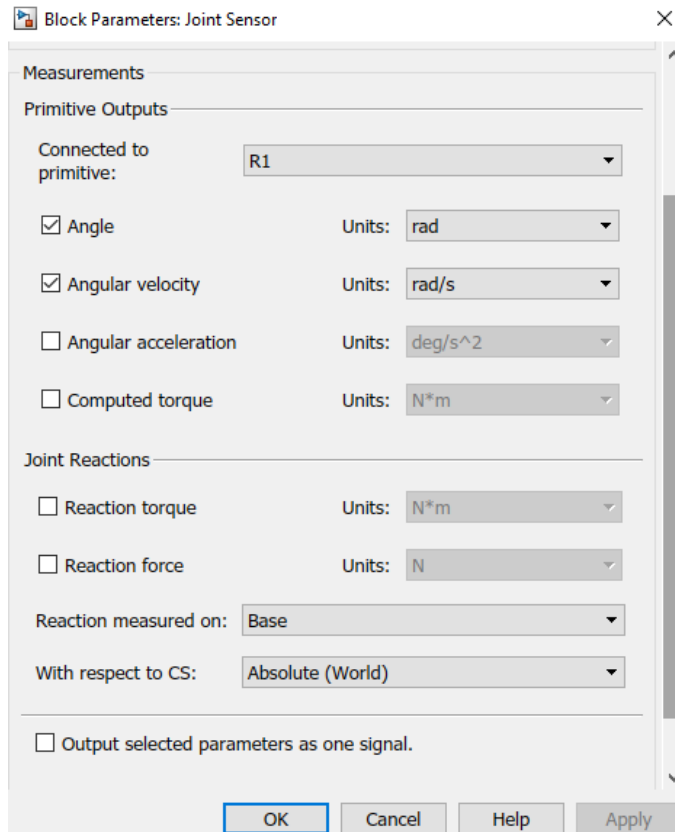 Block Parameters: Joint Sensor
Measurements
Primitive Outputs
Connected to
primitive:
R1
Angle Units: rad
Angular velocity Units: rad/s
Angular acceleration Units: deg/s^2
Computed torque Units: N*m
Joint Reactions
Reaction torque Units: N*m
Reaction force Units: N
Reaction measured on: Base
With respect to CS: Absolute (World)
Output selected parameters as one signal.
OK Cancel Help Apply